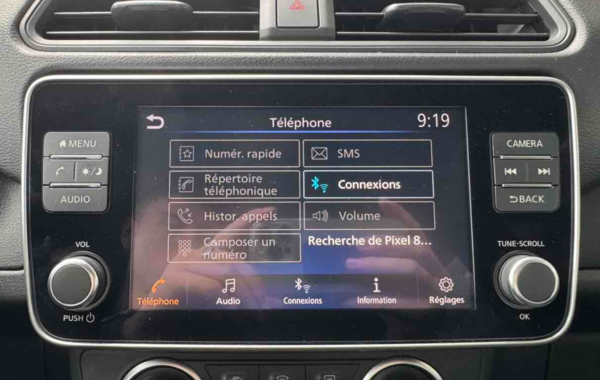 Téléphone
9:19
MENU
AUDIO
VOL
PUSH
Numér. rapide
SMS
Répertoire
téléphonique
Connexions
Histor. appels
Volume
Composer un
numéro
Recherche de Pixel 8...
Téléphone
Audio
Connexions
Information
Réglages
CAMERA
BACK
TUNE·SCROLL
OK